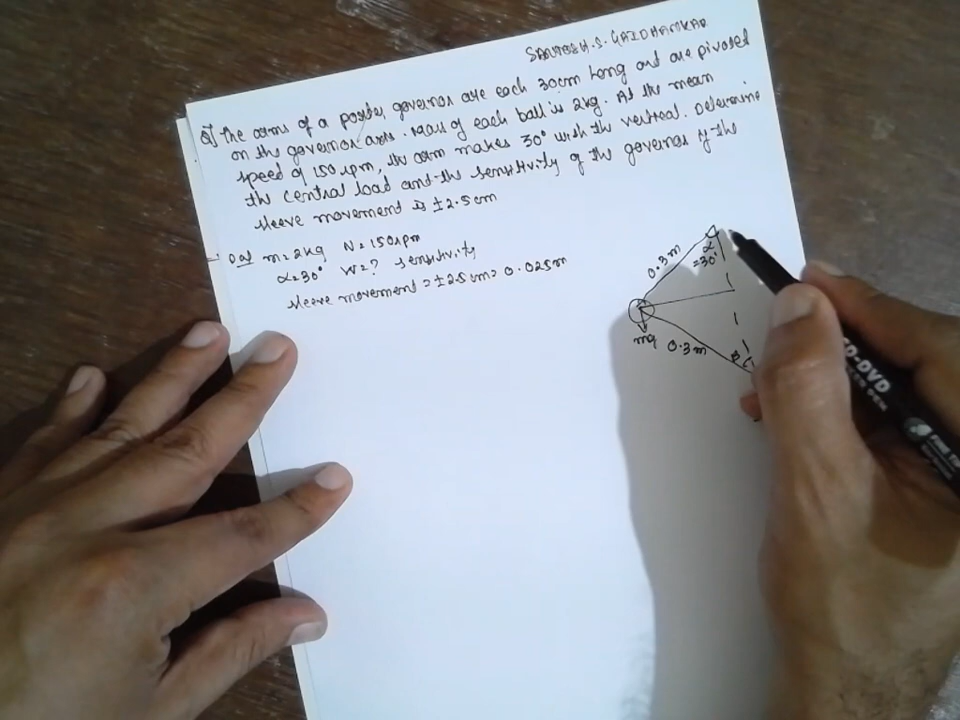 SANTOSH.S.GAIDHANKAR
Q] The arms of a porter governor are each 30cm long and are pivoted
on the governor axis. Mass of each ball is 2kg. At the mean
speed of 150 rpm, the arm makes 30° with the vertical. Determine
the central load and the sensitivity of the governor if the
sleeve movement is ±2.5 cm
m=2kg N=150rpm
α=30° W=? sensitivity
sleeve movement = ±2.5cm= 0.025m
0.3m
α
=30°
mg
0.3m
β
CD-DVD